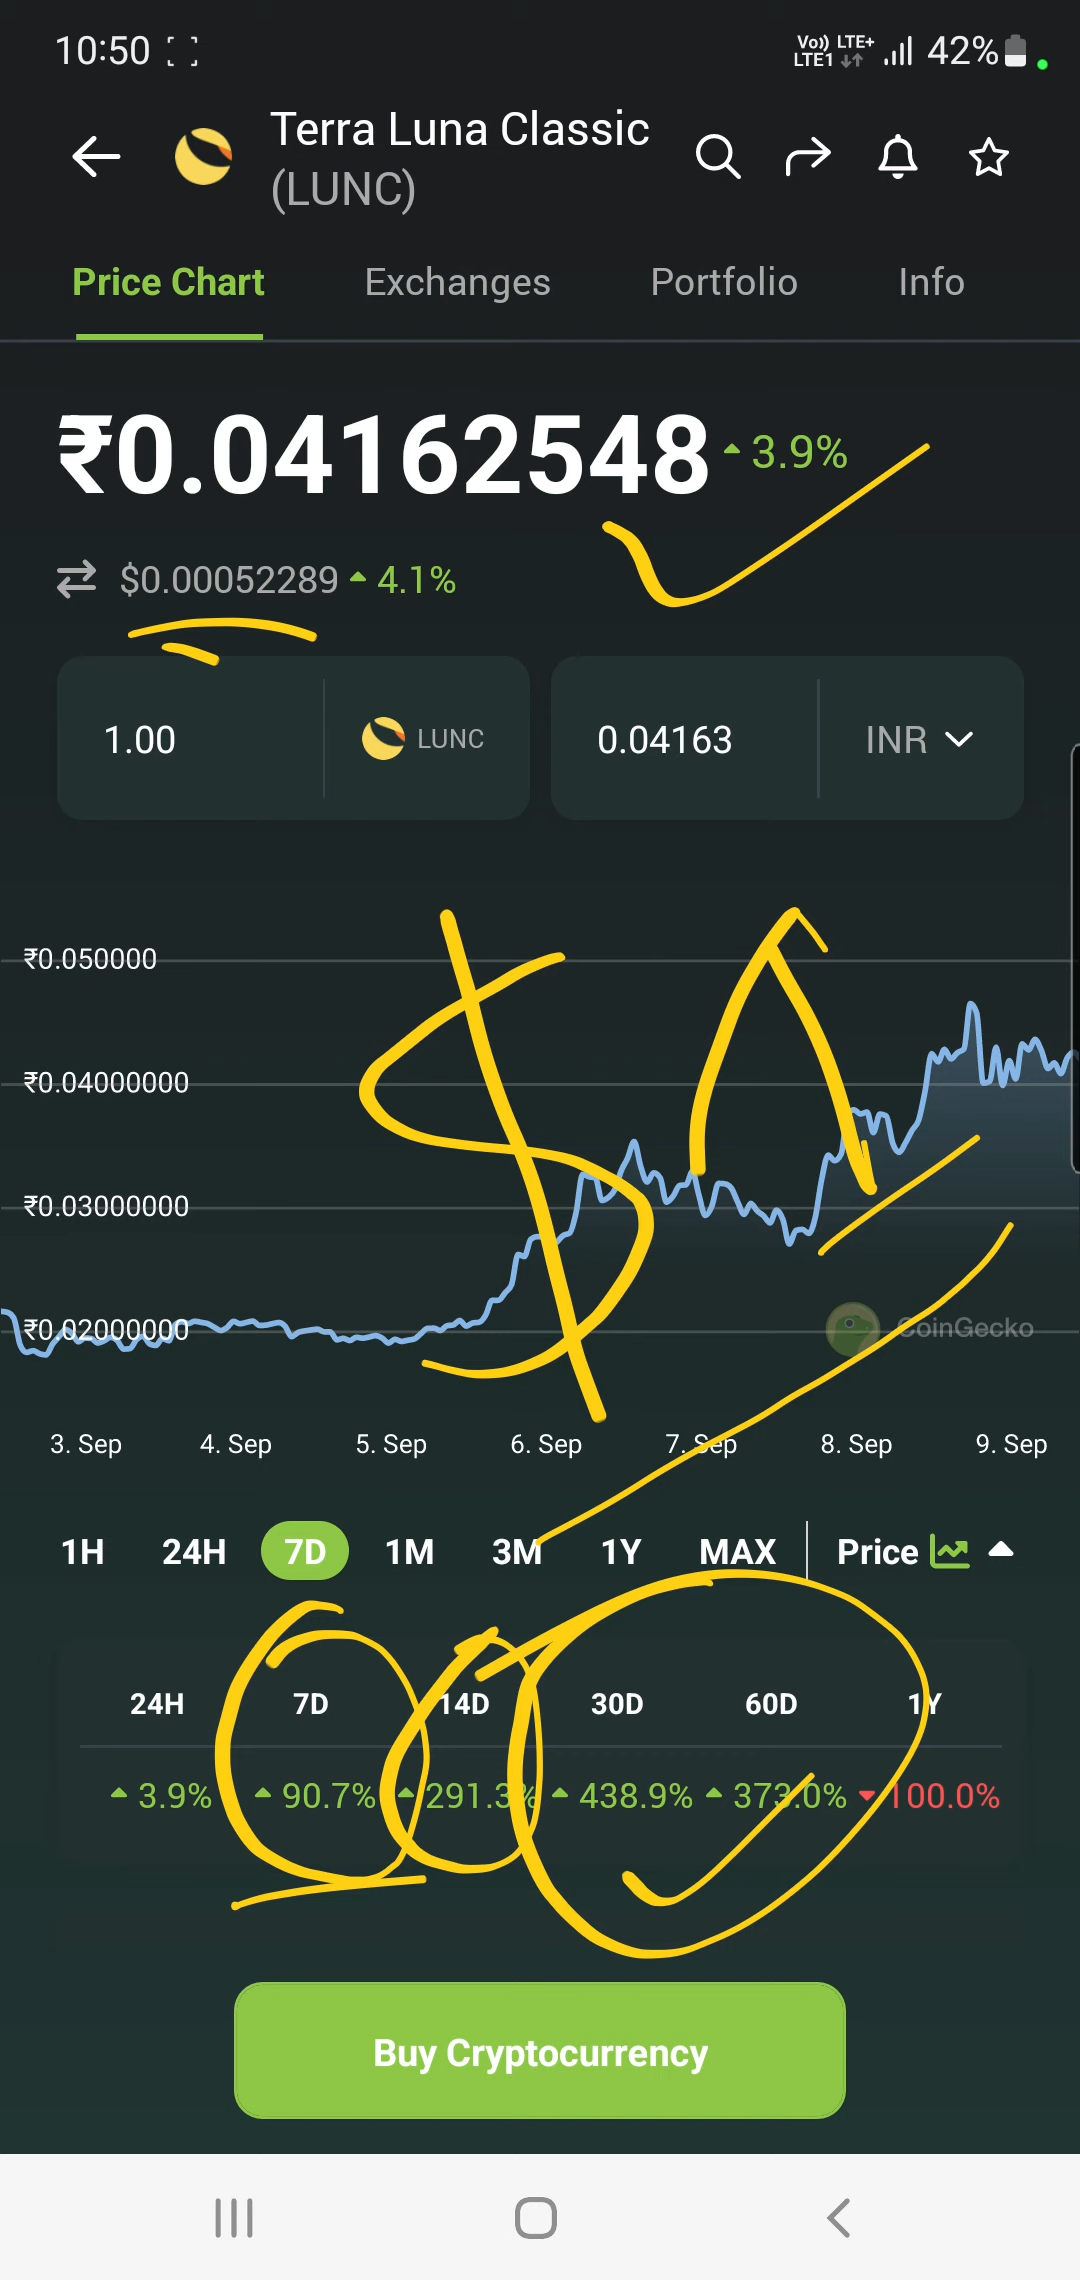 10:50 Vo)) LTE+ LTE1 42%
Terra Luna Classic
(LUNC)
Price Chart Exchanges Portfolio Info
₹0.04162548 3.9%
$0.00052289 4.1%
1.00 LUNC 0.04163 INR
₹0.050000
₹0.04000000
₹0.03000000
₹0.02000000
CoinGecko
3. Sep 4. Sep 5. Sep 6. Sep 7. Sep 8. Sep 9. Sep
1H 24H 7D 1M 3M 1Y MAX Price
24H 7D 14D 30D 60D 1Y
3.9% 90.7% 291.3% 438.9% 373.0% 100.0%
Buy Cryptocurrency